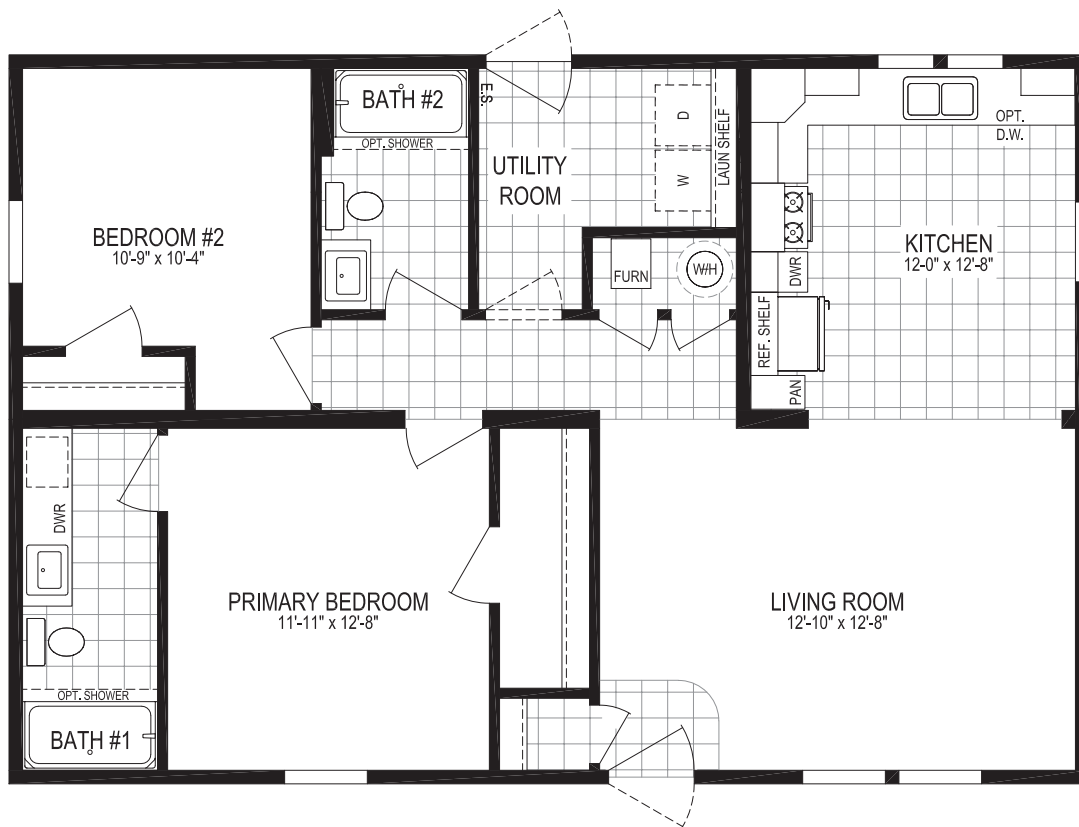 BATH #2
OPT. SHOWER
E.S.
UTILITY
ROOM
D
W
LAUN SHELF
OPT.
D.W.
BEDROOM #2
10'-9" x 10'-4"
FURN
W/H
KITCHEN
12-0" x 12'-8"
DWR
REF. SHELF
PAN
DWR
PRIMARY BEDROOM
11'-11" x 12'-8"
LIVING ROOM
12'-10" x 12'-8"
OPT. SHOWER
BATH #1